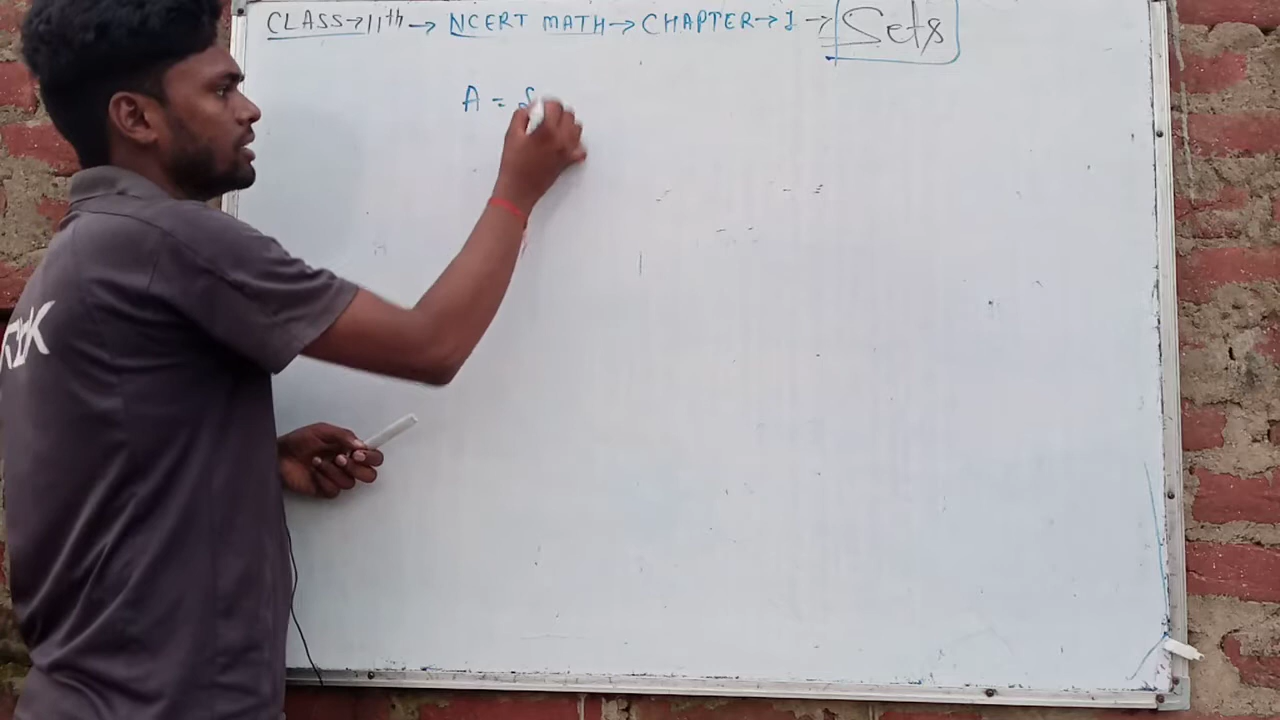 CLASS→11th→ NCERT MATH→ CHAPTER→1→ Sets
A = {